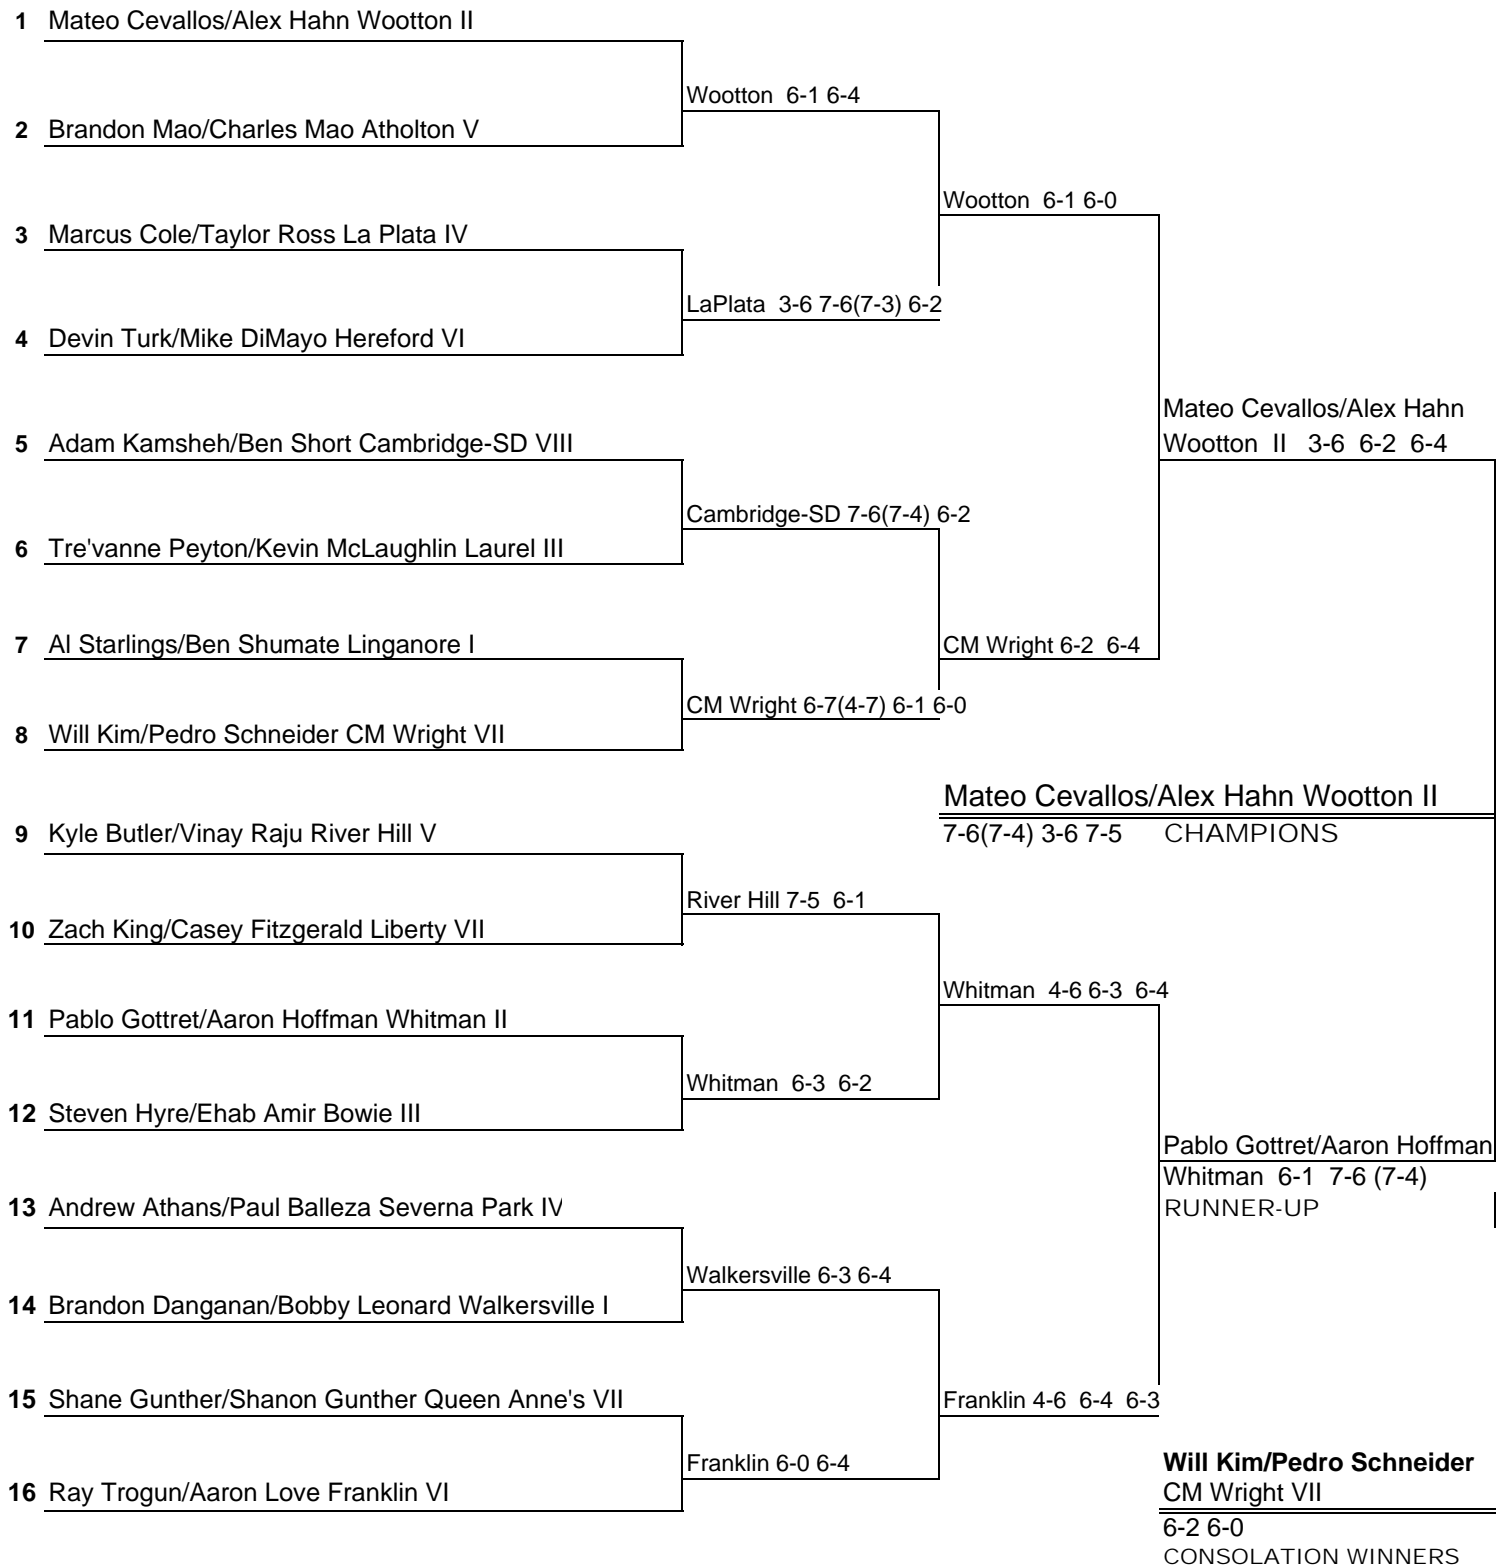 1 Mateo Cevallos/Alex Hahn Wootton II
Wootton 6-1 6-4
2 Brandon Mao/Charles Mao Atholton V
Wootton 6-1 6-0
3 Marcus Cole/Taylor Ross La Plata IV
LaPlata 3-6 7-6(7-3) 6-2
4 Devin Turk/Mike DiMayo Hereford VI
Mateo Cevallos/Alex Hahn
Wootton II 3-6 6-2 6-4
5 Adam Kamsheh/Ben Short Cambridge-SD VIII
Cambridge-SD 7-6(7-4) 6-2
6 Tre'vanne Peyton/Kevin McLaughlin Laurel III
7 Al Starlings/Ben Shumate Linganore I
CM Wright 6-2 6-4
CM Wright 6-7(4-7) 6-1 6-0
8 Will Kim/Pedro Schneider CM Wright VII
Mateo Cevallos/Alex Hahn Wootton II
7-6(7-4) 3-6 7-5 CHAMPIONS
9 Kyle Butler/Vinay Raju River Hill V
River Hill 7-5 6-1
10 Zach King/Casey Fitzgerald Liberty VII
Whitman 4-6 6-3 6-4
11 Pablo Gottret/Aaron Hoffman Whitman II
Whitman 6-3 6-2
12 Steven Hyre/Ehab Amir Bowie III
Pablo Gottret/Aaron Hoffman
Whitman 6-1 7-6 (7-4)
RUNNER-UP
13 Andrew Athans/Paul Balleza Severna Park IV
Walkersville 6-3 6-4
14 Brandon Danganan/Bobby Leonard Walkersville I
15 Shane Gunther/Shanon Gunther Queen Anne's VII
Franklin 4-6 6-4 6-3
Franklin 6-0 6-4
16 Ray Trogun/Aaron Love Franklin VI
Will Kim/Pedro Schneider
CM Wright VII
6-2 6-0
CONSOLATION WINNERS